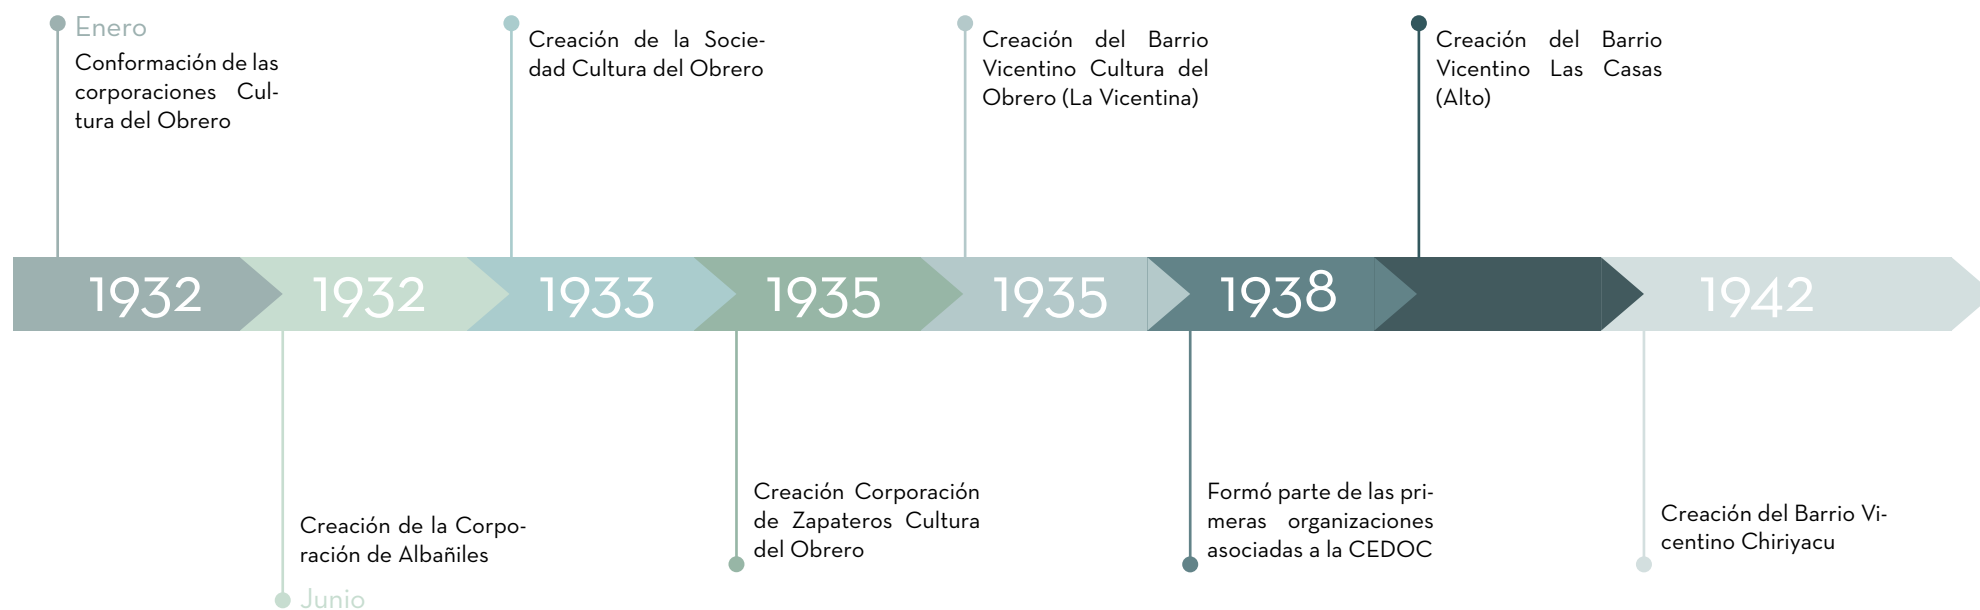 Enero
Conformación de las
corporaciones Cul-
tura del Obrero
Creación de la Socie-
dad Cultura del Obrero
Creación del Barrio
Vicentino Cultura del
Obrero (La Vicentina)
Creación del Barrio
Vicentino Las Casas
(Alto)
1932
1932
1933
1935
1935
1938
1942
Creación de la Corpo-
ración de Albañiles
Junio
Creación Corporación
de Zapateros Cultura
del Obrero
Formó parte de las pri-
meras organizaciones
asociadas a la CEDOC
Creación del Barrio Vi-
centino Chiriyacu